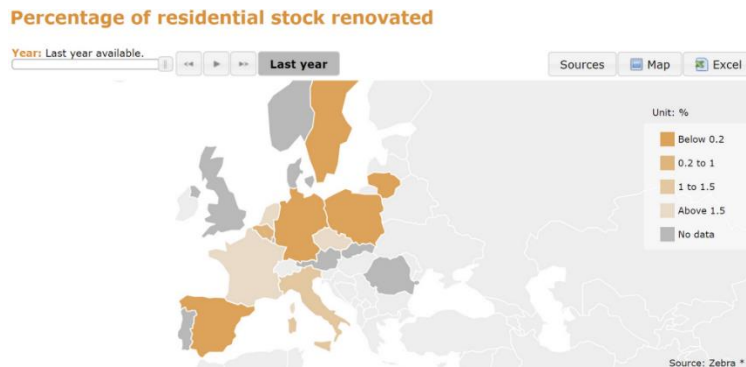 Percentage of residential stock renovated
Year: Last year available.
Last year
Sources
Map
Excel
Unit: %
Below 0.2
0.2 to 1
1 to 1.5
Above 1.5
No data
Source: Zebra *